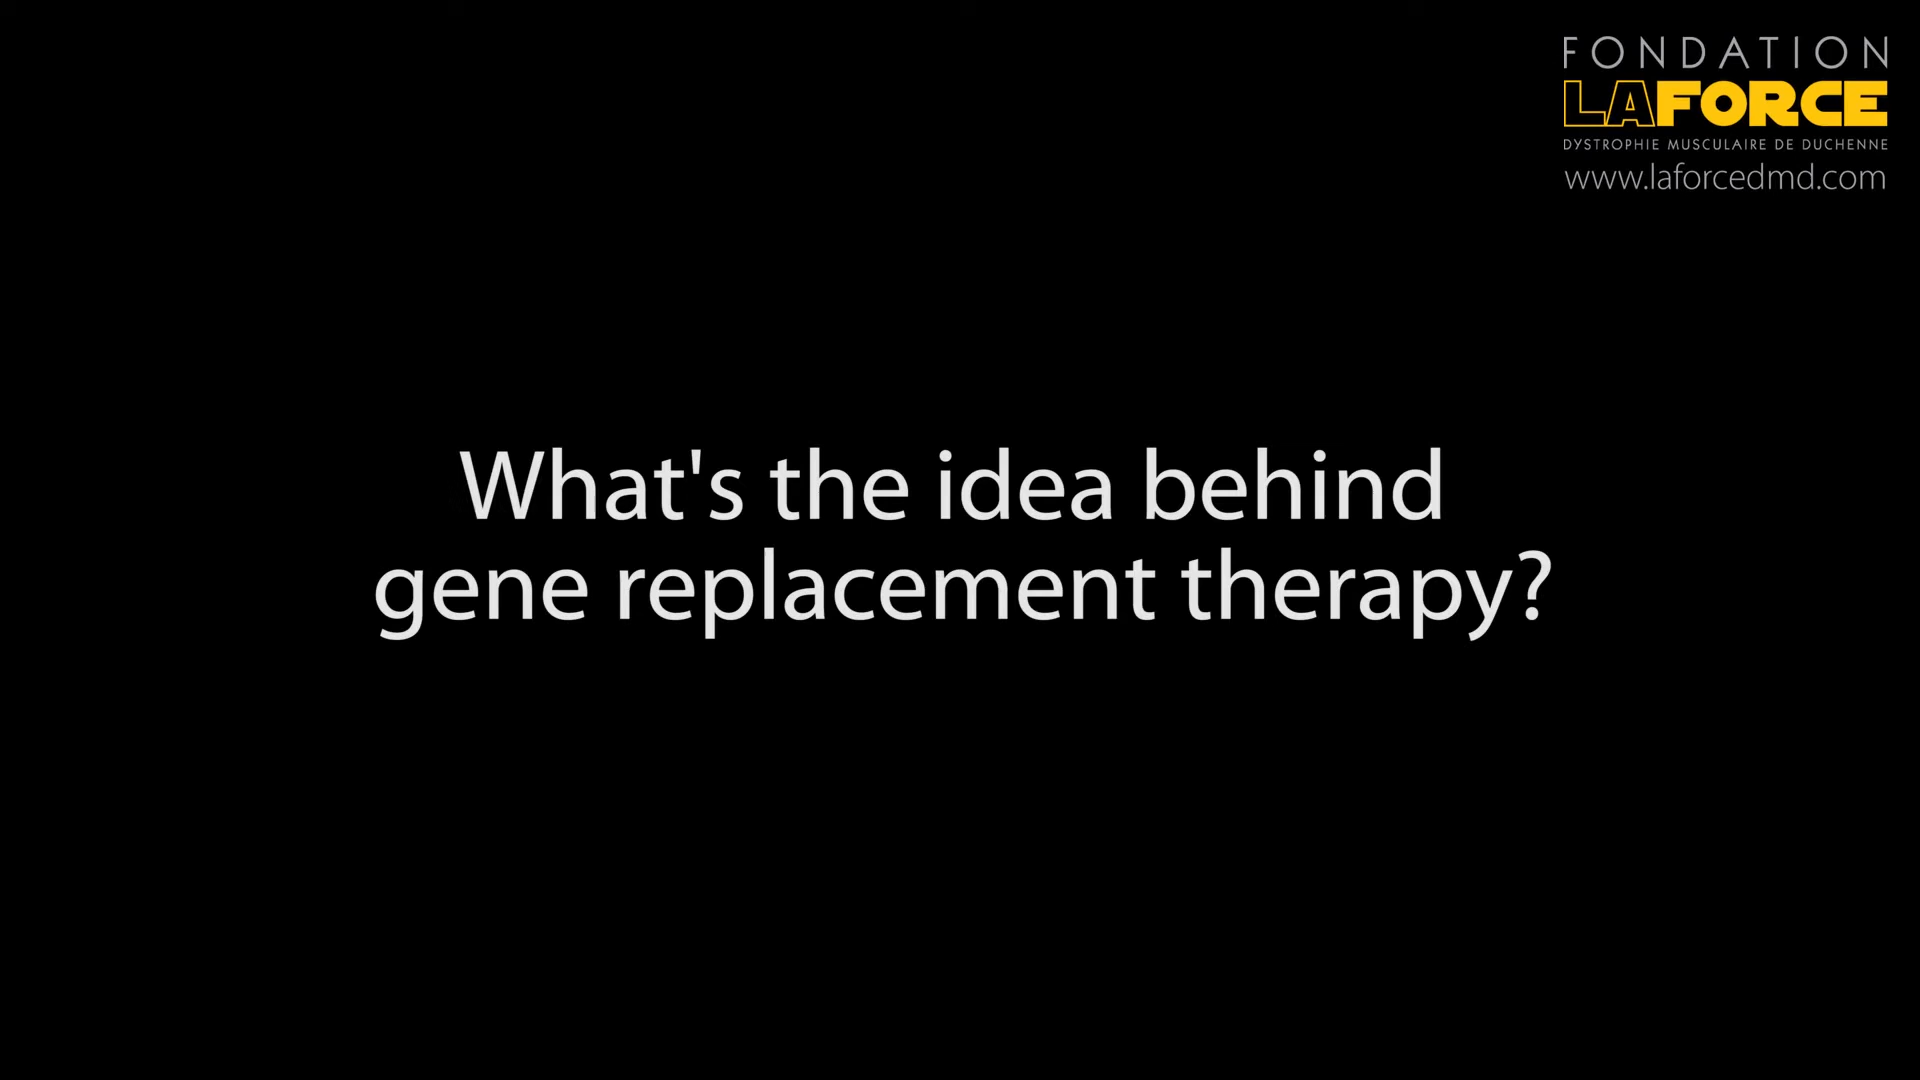 FONDATION
LAFORCE
DYSTROPHIE MUSCULAIRE DE DUCHENNE
www.laforcedmd.com
What's the idea behind
gene replacement therapy?